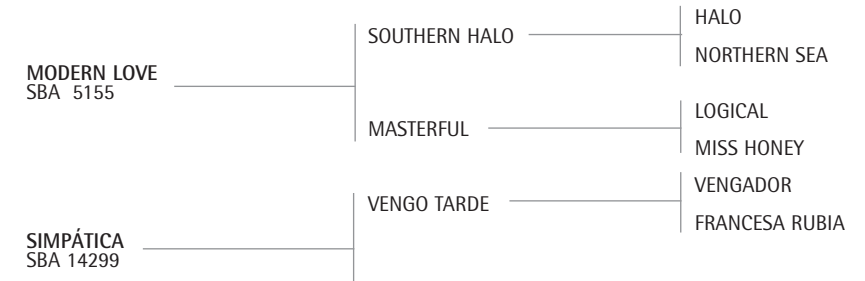 MODERN LOVE
SBA 5155
SOUTHERN HALO
HALO
NORTHERN SEA
MASTERFUL
LOGICAL
MISS HONEY
SIMPÁTICA
SBA 14299
VENGO TARDE
VENGADOR
FRANCESA RUBIA